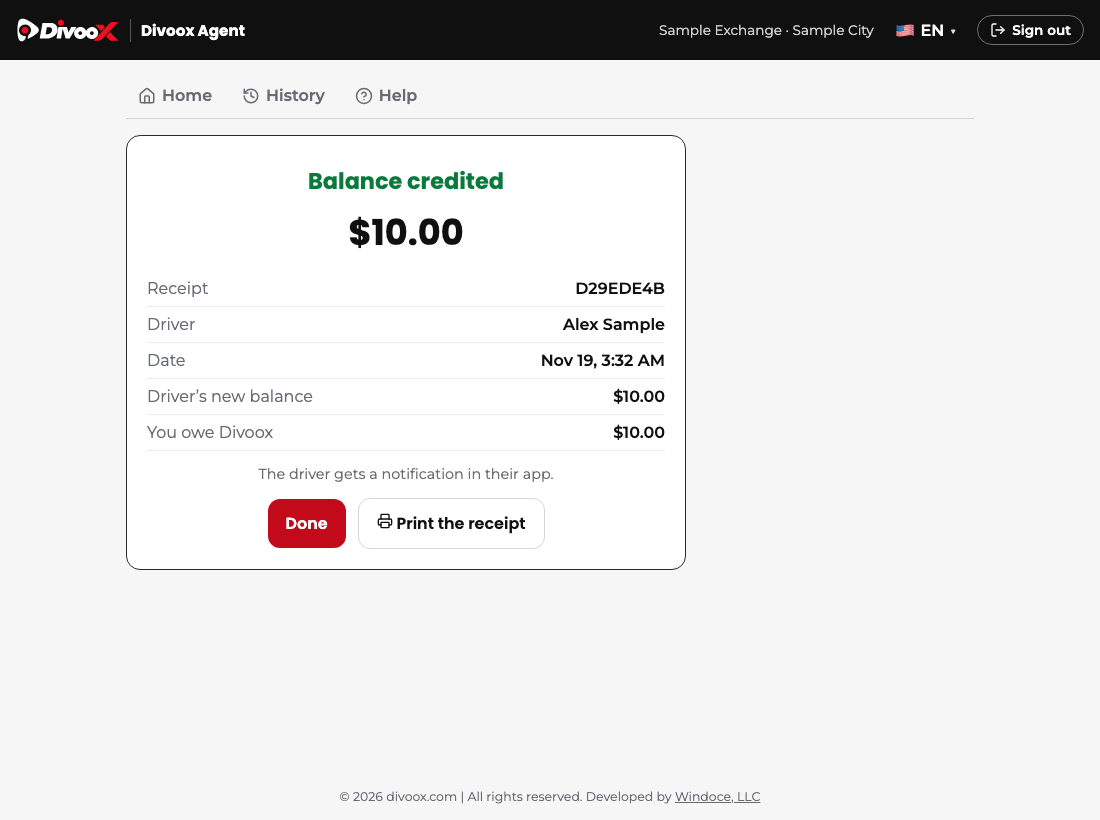 DivooX Divoox Agent Sample Exchange · Sample City 🇺🇸 EN ▾ Sign out
Home History Help
Balance credited
$10.00
Receipt D29EDE4B
Driver Alex Sample
Date Nov 19, 3:32 AM
Driver’s new balance $10.00
You owe Divoox $10.00
The driver gets a notification in their app.
Done Print the receipt
© 2026 divoox.com | All rights reserved. Developed by Windoce, LLC